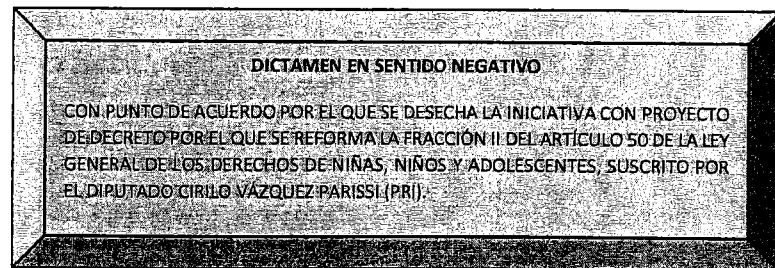 DICTAMEN EN SENTIDO NEGATIVO
CON PUNTO DE ACUERDO POR EL QUE SE DESECHA LA INICIATIVA CON PROYECTO
DE DECRETO POR EL QUE SE REFORMA LA FRACCIÓN II DEL ARTÍCULO 50 DE LA LEY
GENERAL DE LOS DERECHOS DE NIÑAS, NIÑOS Y ADOLESCENTES, SUSCRITO POR
EL DIPUTADO CIRILO VÁZQUEZ PARISSI (PRI).